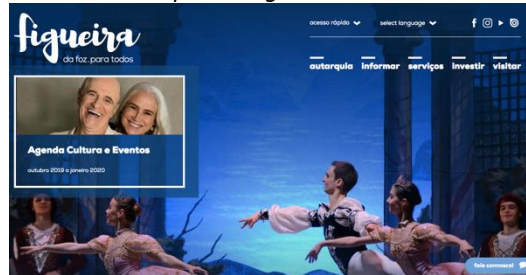 figueira
da foz. para todos
acesso rápido
select language
autarquia informar serviços investir visitar
Agenda Cultura e Eventos
outubro 2019 a janeiro 2020
fale connosco!